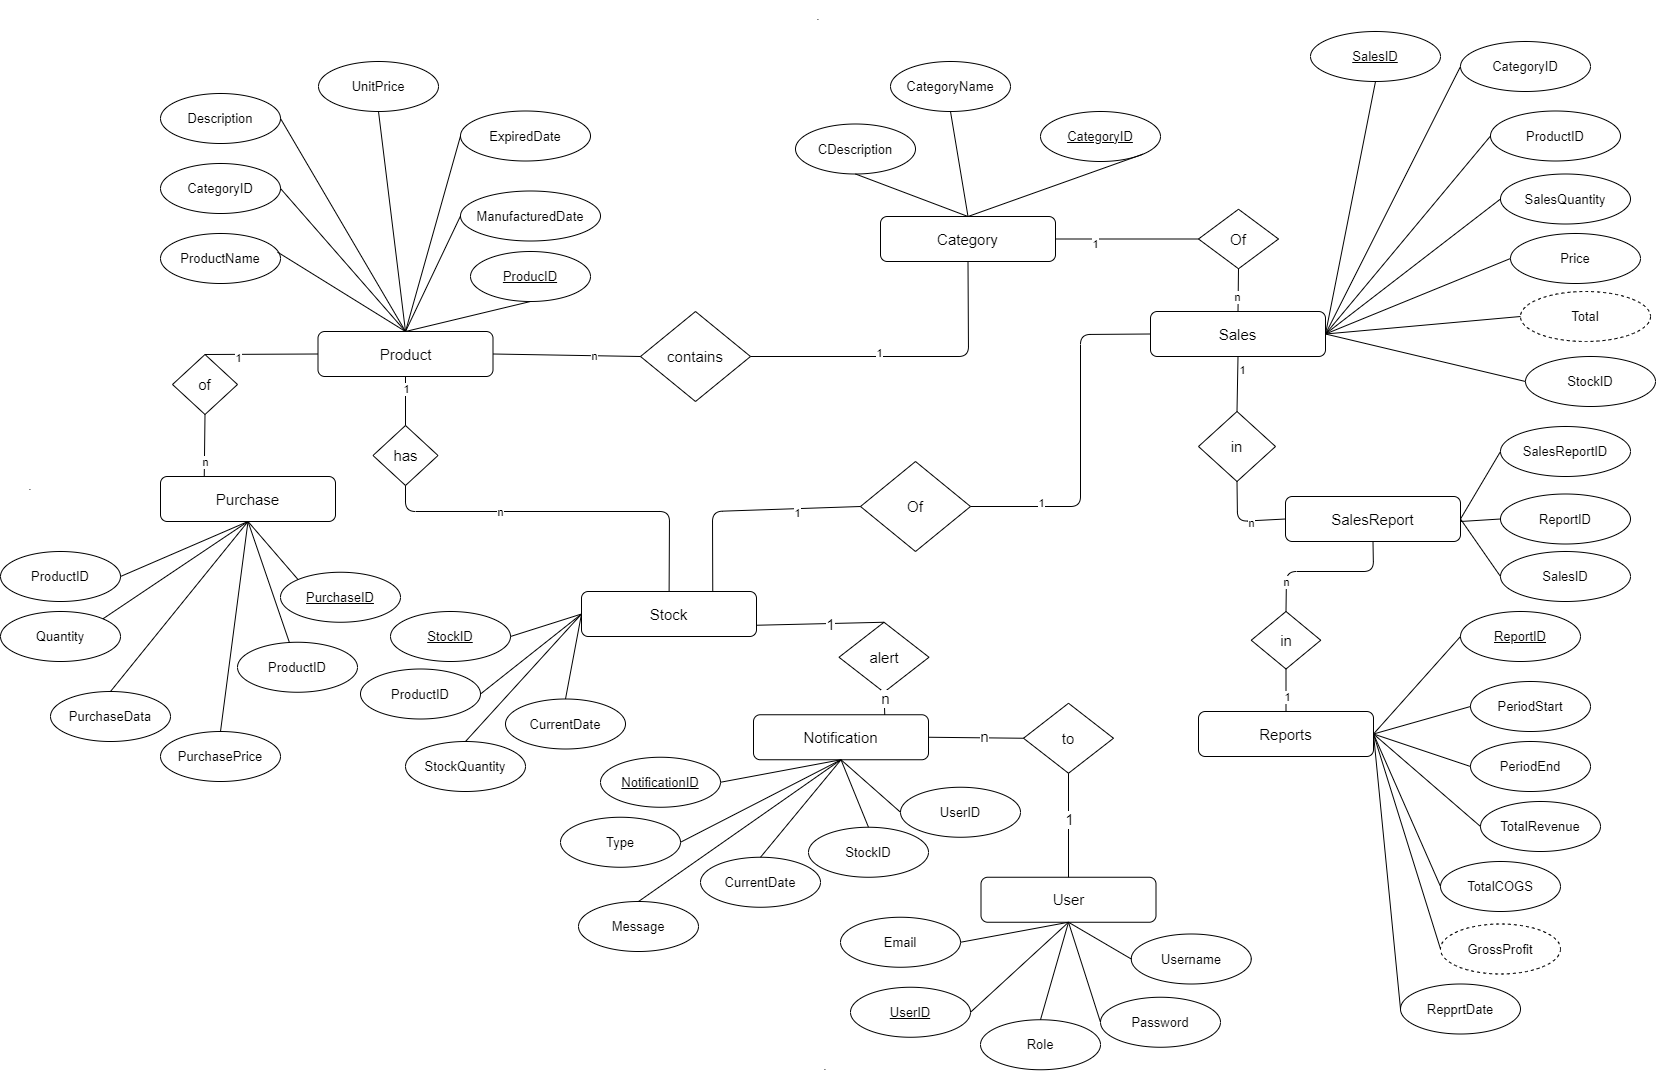 SalesID
CategoryID
UnitPrice
CategoryName
Description
ExpiredDate
CategoryID
ProductID
CDescription
CategoryID
ManufacturedDate
SalesQuantity
ProductName
ProducID
Category
1
Of
Price
n
Total
Product
n
contains
1
Sales
1
of
1
1
StockID
has
in
SalesReportID
n
Purchase
n
1
Of
1
n
SalesReport
ReportID
ProductID
PurchaseID
n
SalesID
Quantity
StockID
Stock
1
in
ReportID
ProductID
ProductID
alert
n
1
PurchaseData
CurrentDate
Notification
n
to
Reports
PeriodStart
PurchasePrice
StockQuantity
NotificationID
PeriodEnd
UserID
1
TotalRevenue
Type
StockID
CurrentDate
TotalCOGS
Message
User
Email
Username
GrossProfit
UserID
Password
RepprtDate
Role